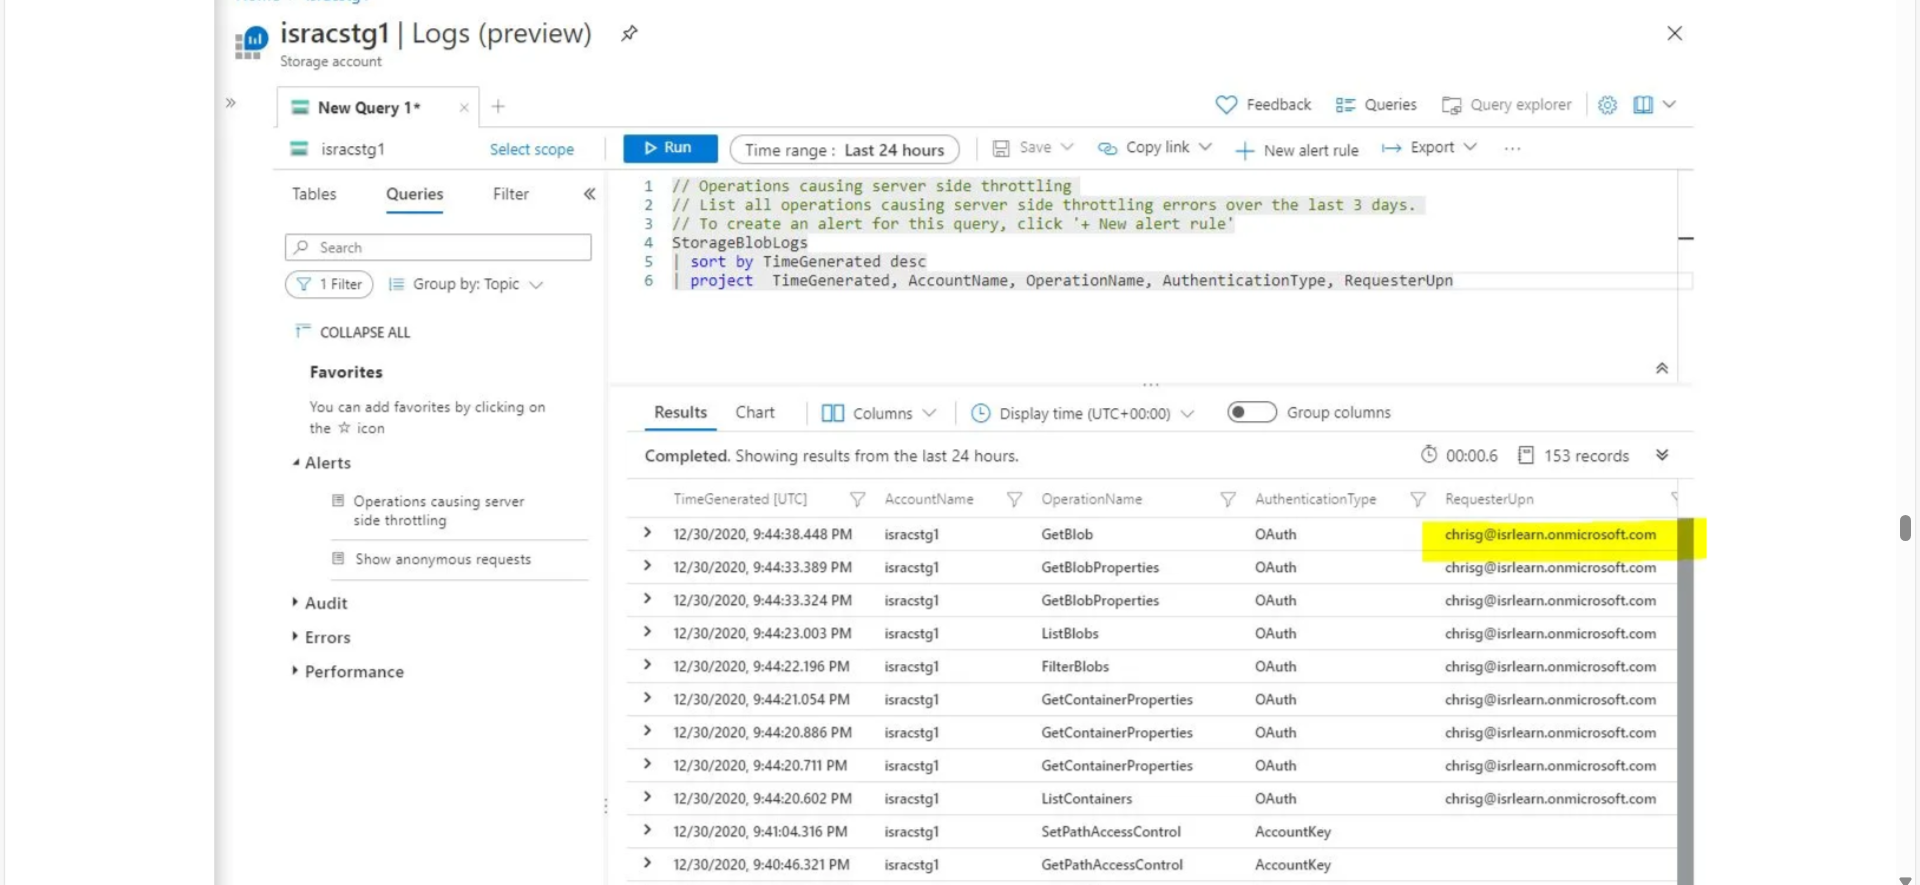 isracstg1 | Logs (preview)
Storage account
New Query 1*
Feedback
Queries
Query explorer
isracstg1
Select scope
Run
Time range : Last 24 hours
Save
Copy link
New alert rule
Export
Tables
Queries
Filter
Search
1 Filter
Group by: Topic
COLLAPSE ALL
Favorites
You can add favorites by clicking on
the ☆ icon
Alerts
Operations causing server
side throttling
Show anonymous requests
Audit
Errors
Performance
1 // Operations causing server side throttling
2 // List all operations causing server side throttling errors over the last 3 days.
3 // To create an alert for this query, click '+ New alert rule'
4 StorageBlobLogs
5 | sort by TimeGenerated desc
6 | project TimeGenerated, AccountName, OperationName, AuthenticationType, RequesterUpn
Results
Chart
Columns
Display time (UTC+00:00)
Group columns
Completed. Showing results from the last 24 hours.
00:00.6
153 records
TimeGenerated [UTC] AccountName OperationName AuthenticationType RequesterUpn
12/30/2020, 9:44:38.448 PM isracstg1 GetBlob OAuth chrisg@isrlearn.onmicrosoft.com
12/30/2020, 9:44:33.389 PM isracstg1 GetBlobProperties OAuth chrisg@isrlearn.onmicrosoft.com
12/30/2020, 9:44:33.324 PM isracstg1 GetBlobProperties OAuth chrisg@isrlearn.onmicrosoft.com
12/30/2020, 9:44:23.003 PM isracstg1 ListBlobs OAuth chrisg@isrlearn.onmicrosoft.com
12/30/2020, 9:44:22.196 PM isracstg1 FilterBlobs OAuth chrisg@isrlearn.onmicrosoft.com
12/30/2020, 9:44:21.054 PM isracstg1 GetContainerProperties OAuth chrisg@isrlearn.onmicrosoft.com
12/30/2020, 9:44:20.886 PM isracstg1 GetContainerProperties OAuth chrisg@isrlearn.onmicrosoft.com
12/30/2020, 9:44:20.711 PM isracstg1 GetContainerProperties OAuth chrisg@isrlearn.onmicrosoft.com
12/30/2020, 9:44:20.602 PM isracstg1 ListContainers OAuth chrisg@isrlearn.onmicrosoft.com
12/30/2020, 9:41:04.316 PM isracstg1 SetPathAccessControl AccountKey
12/30/2020, 9:40:46.321 PM isracstg1 GetPathAccessControl AccountKey